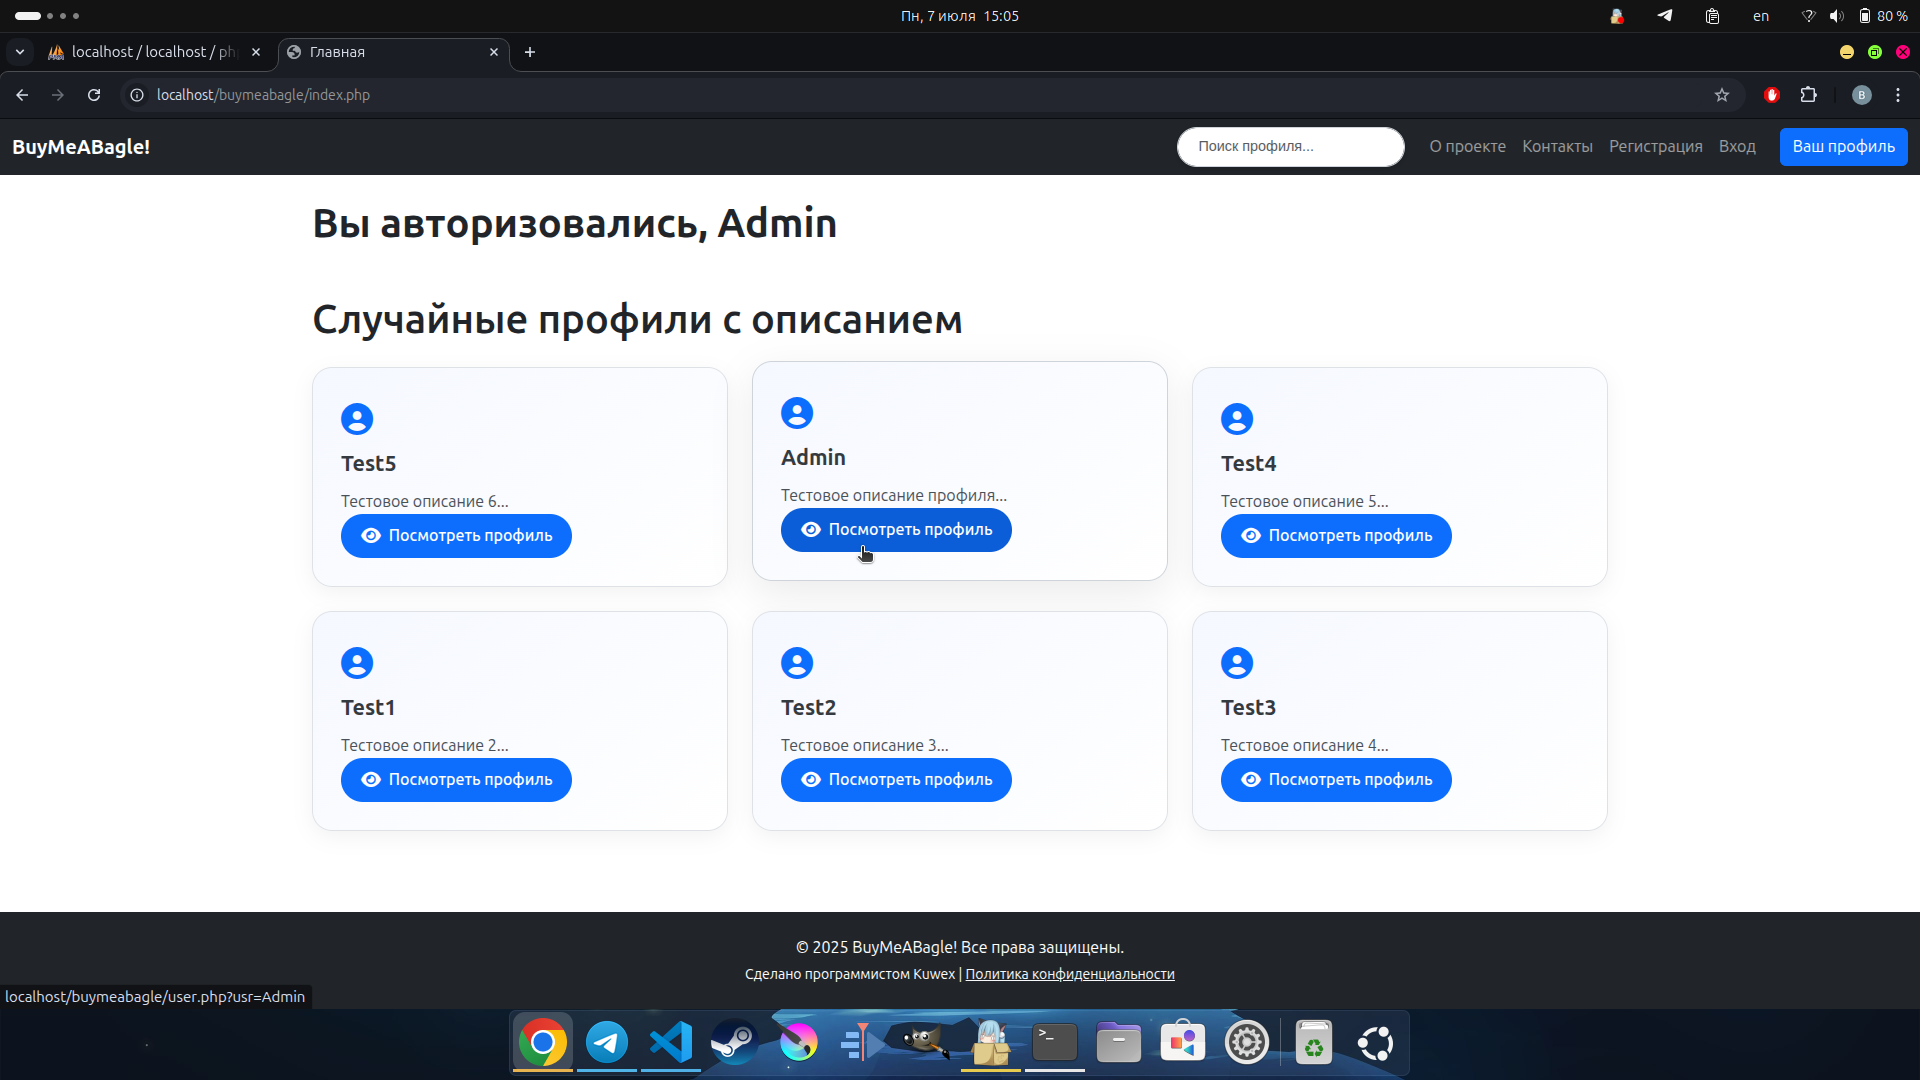 Пн, 7 июля 15:05
en
80 %
localhost / localhost / ph
Главная
localhost/buymeabagle/index.php
B
BuyMeABagle!
Поиск профиля...
О проекте
Контакты
Регистрация
Вход
Ваш профиль
Вы авторизовались, Admin
Случайные профили с описанием
Test5
Тестовое описание 6...
Посмотреть профиль
Admin
Тестовое описание профиля...
Посмотреть профиль
Test4
Тестовое описание 5...
Посмотреть профиль
Test1
Тестовое описание 2...
Посмотреть профиль
Test2
Тестовое описание 3...
Посмотреть профиль
Test3
Тестовое описание 4...
Посмотреть профиль
© 2025 BuyMeABagle! Все права защищены.
Сделано программистом Kuwex | Политика конфиденциальности
localhost/buymeabagle/user.php?usr=Admin